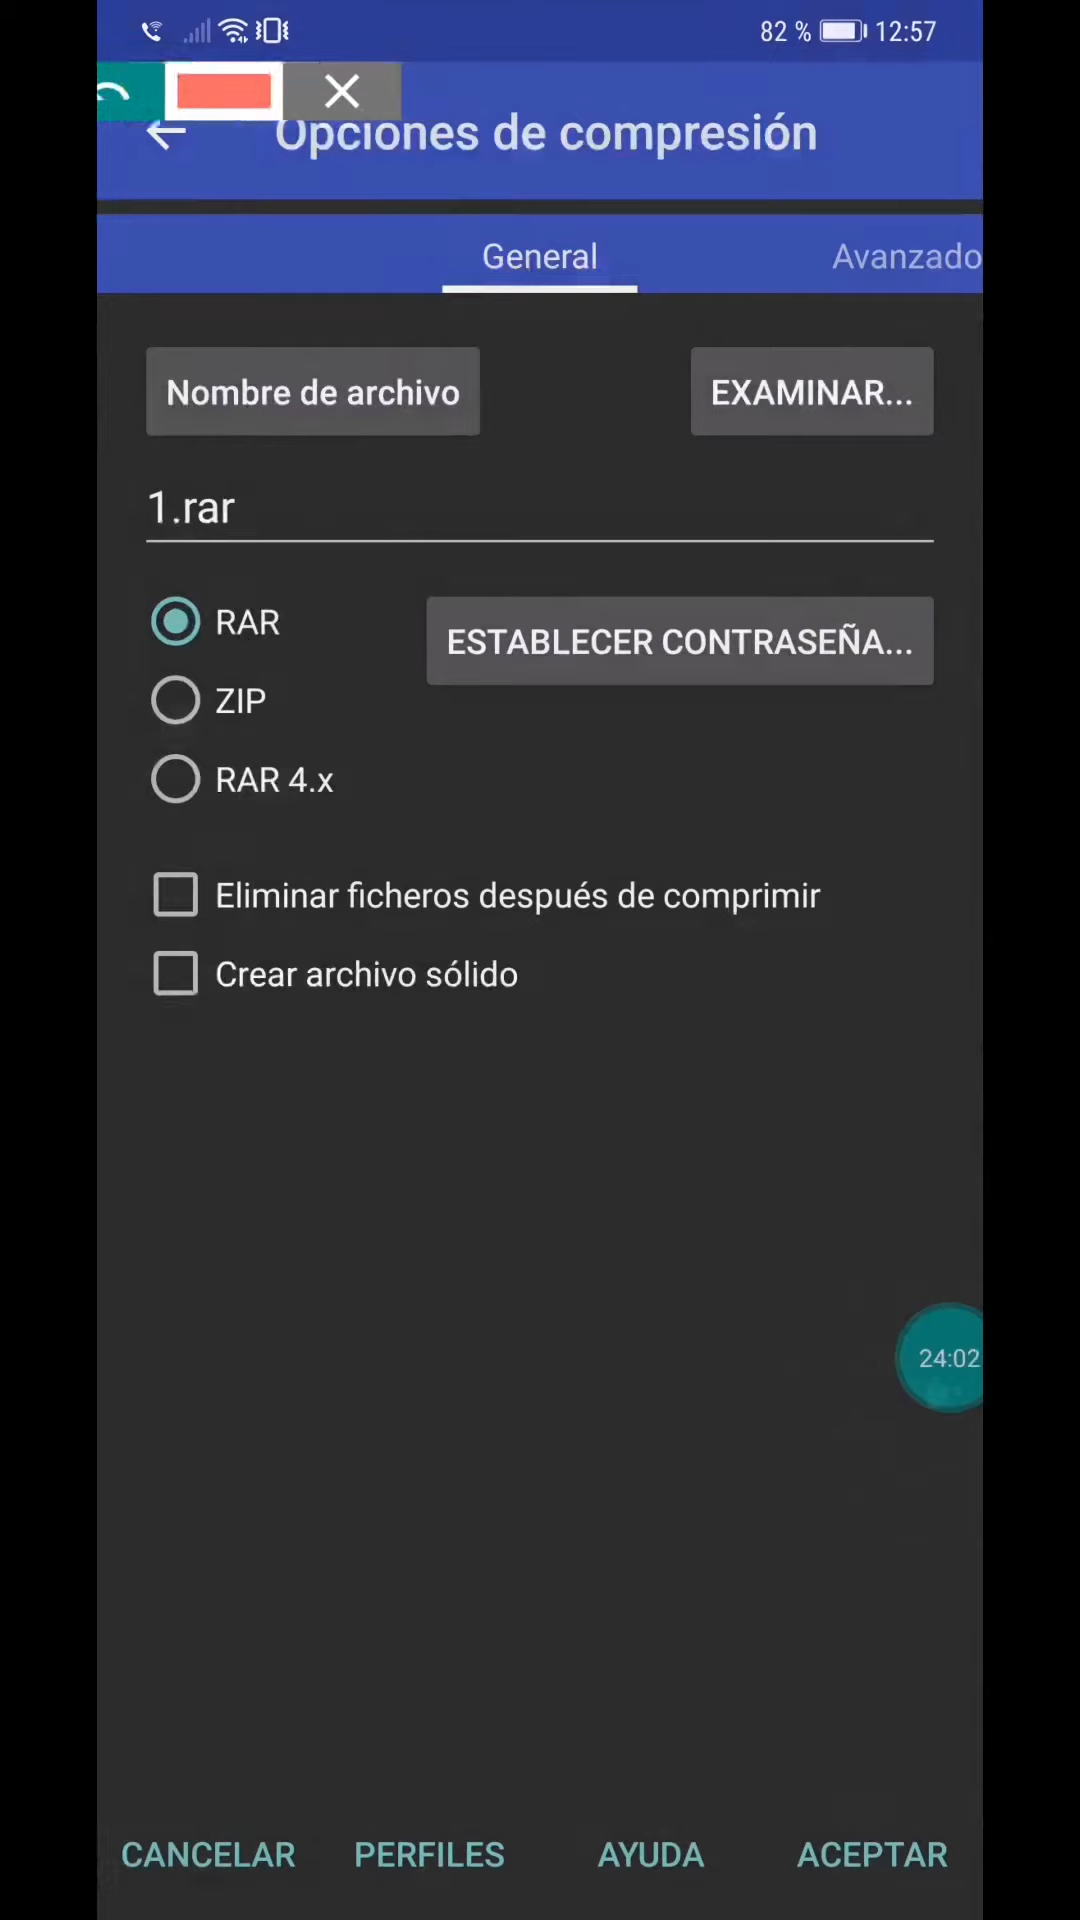 82 % 12:57
Opciones de compresión
General Avanzado
Nombre de archivo EXAMINAR...
1.rar
RAR ESTABLECER CONTRASEÑA...
ZIP
RAR 4.x
Eliminar ficheros después de comprimir
Crear archivo sólido
24:02
CANCELAR PERFILES AYUDA ACEPTAR